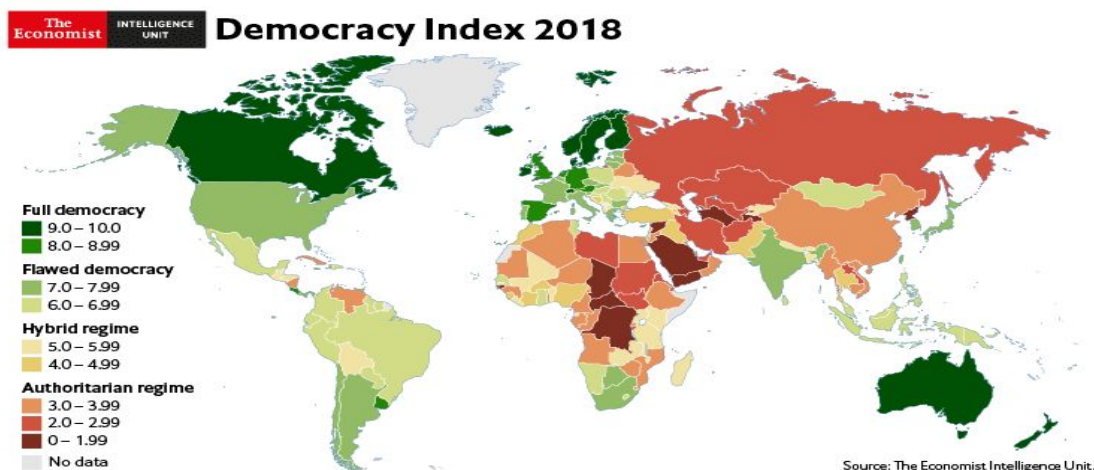 The
Economist
INTELLIGENCE
UNIT
Democracy Index 2018
Full democracy
9.0 – 10.0
8.0 – 8.99
Flawed democracy
7.0 – 7.99
6.0 – 6.99
Hybrid regime
5.0 – 5.99
4.0 – 4.99
Authoritarian regime
3.0 – 3.99
2.0 – 2.99
0 – 1.99
No data
Source: The Economist Intelligence Unit.